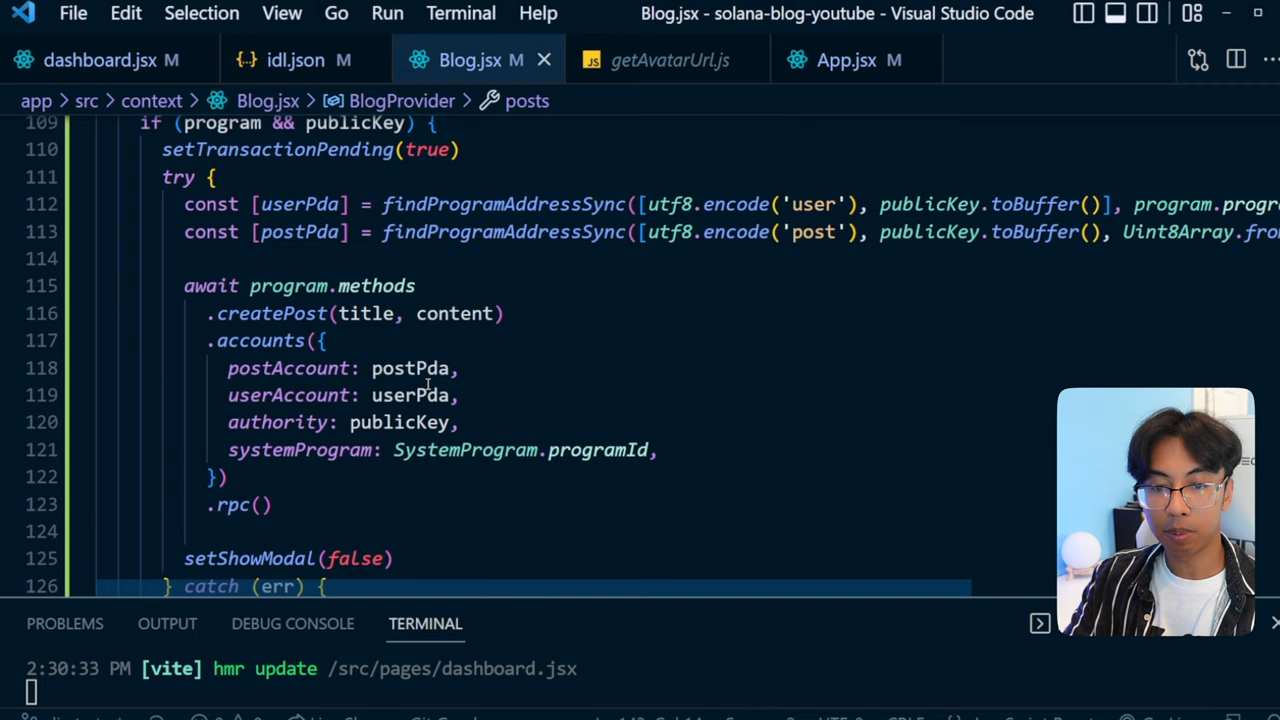 File Edit Selection View Go Run Terminal Help Blog.jsx - solana-blog-youtube - Visual Studio Code
dashboard.jsx M {..} idl.json M Blog.jsx M JS getAvatarUrl.js App.jsx M
app > src > context > Blog.jsx > BlogProvider > posts
109 if (program && publicKey) {
110 setTransactionPending(true)
111 try {
112 const [userPda] = findProgramAddressSync([utf8.encode('user'), publicKey.toBuffer()], program.progr
113 const [postPda] = findProgramAddressSync([utf8.encode('post'), publicKey.toBuffer(), Uint8Array.fro
114
115 await program.methods
116 .createPost(title, content)
117 .accounts({
118 postAccount: postPda,
119 userAccount: userPda,
120 authority: publicKey,
121 systemProgram: SystemProgram.programId,
122 })
123 .rpc()
124
125 setShowModal(false)
126 } catch (err) {
PROBLEMS OUTPUT DEBUG CONSOLE TERMINAL
2:30:33 PM [vite] hmr update /src/pages/dashboard.jsx